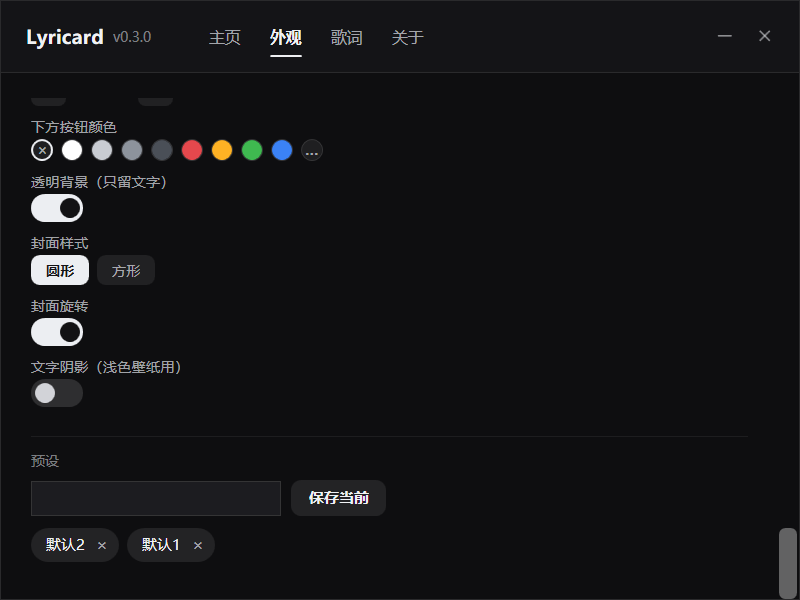 Lyricard v0.3.0 主页 外观 歌词 关于
下方按钮颜色
...
透明背景（只留文字）
封面样式
圆形 方形
封面旋转
文字阴影（浅色壁纸用）
预设
保存当前
默认2 × 默认1 ×